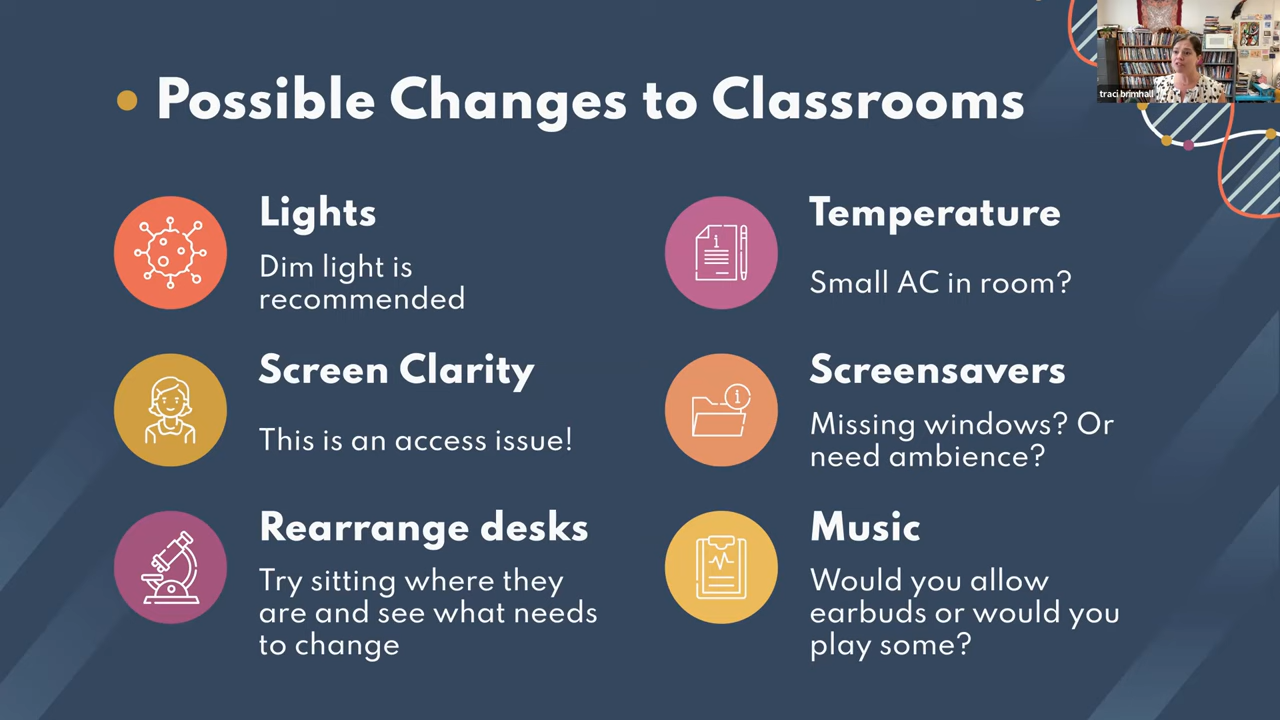 Possible Changes to Classrooms
traci brimhall
Lights
Dim light is
recommended
Temperature
Small AC in room?
Screen Clarity
This is an access issue!
Screensavers
Missing windows? Or
need ambience?
Rearrange desks
Try sitting where they
are and see what needs
to change
Music
Would you allow
earbuds or would you
play some?